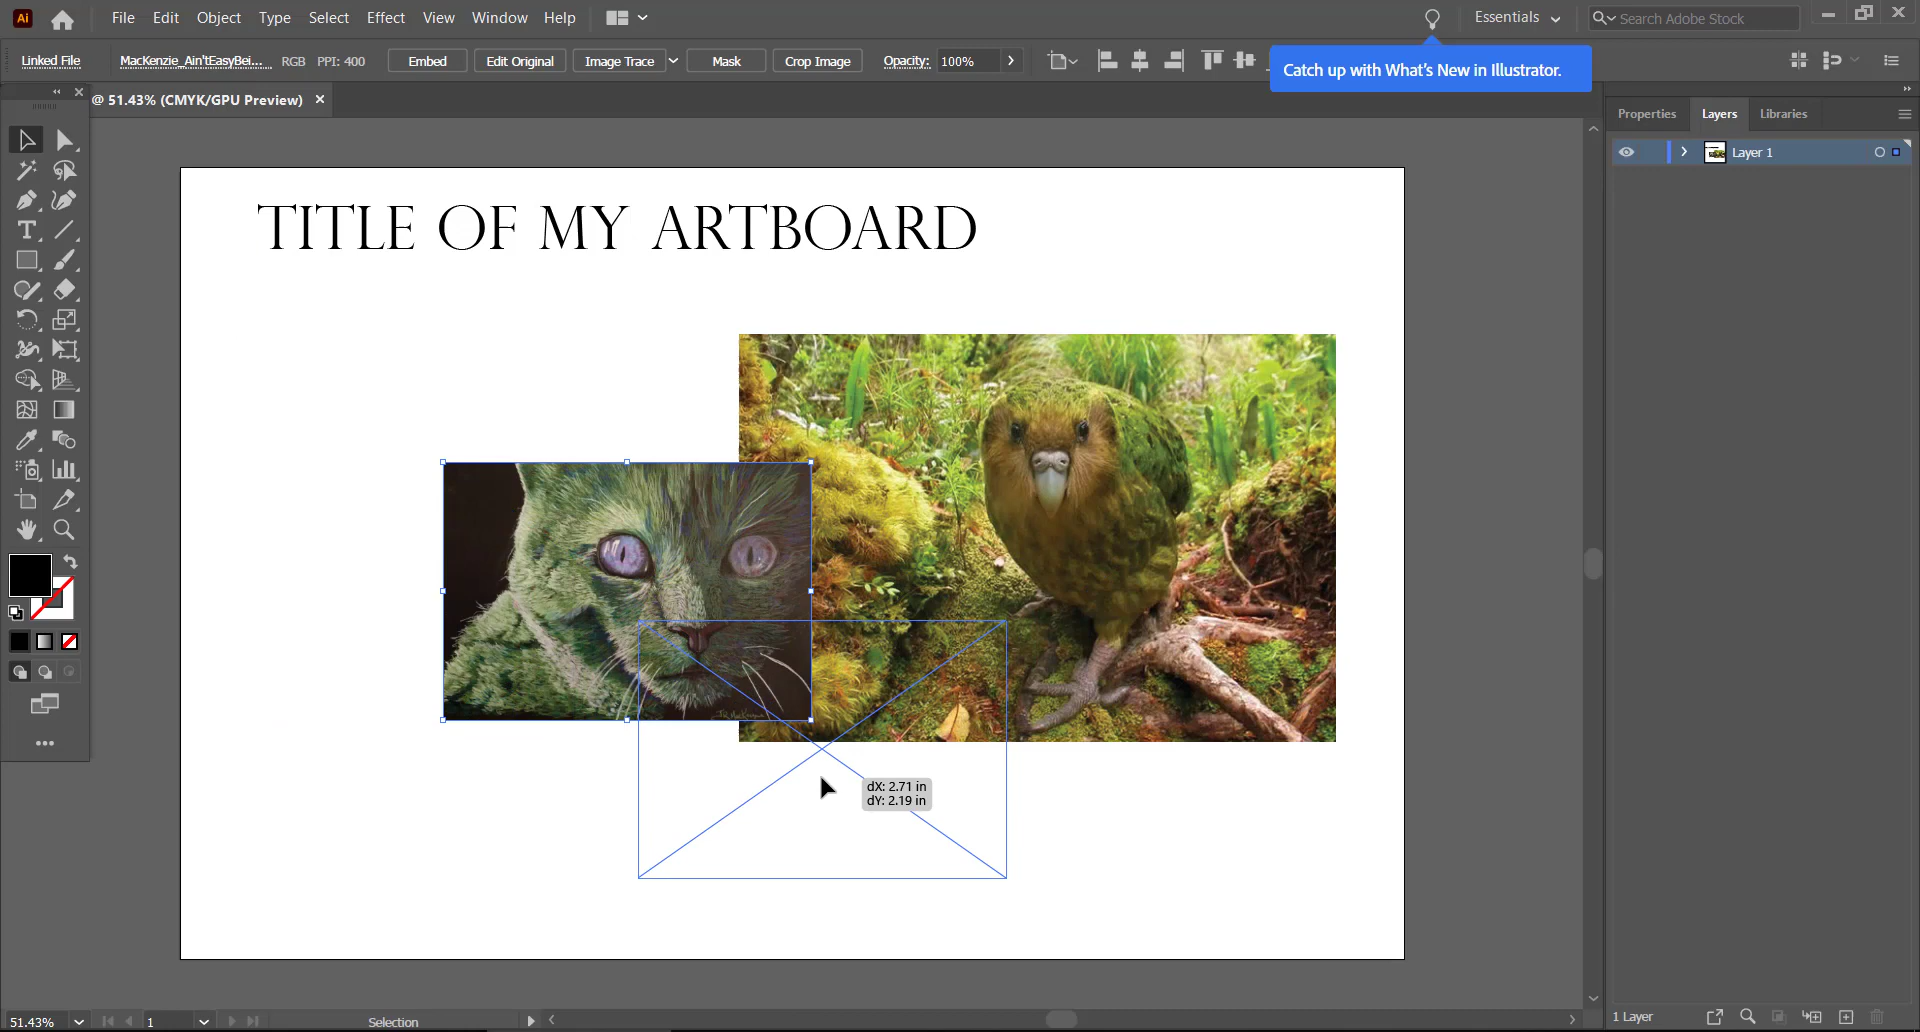 Ai
File Edit Object Type Select Effect View Window Help
Essentials
Search Adobe Stock
Linked File
MacKenzie_Ain'tEasyBei... RGB PPI: 400
Embed
Edit Original
Image Trace
Mask
Crop Image
Opacity: 100%
Catch up with What's New in Illustrator.
@ 51.43% (CMYK/GPU Preview)
Properties Layers Libraries
Layer 1
TITLE OF MY ARTBOARD
dX: 2.71 in
dY: 2.19 in
51.43%
1
Selection
1 Layer